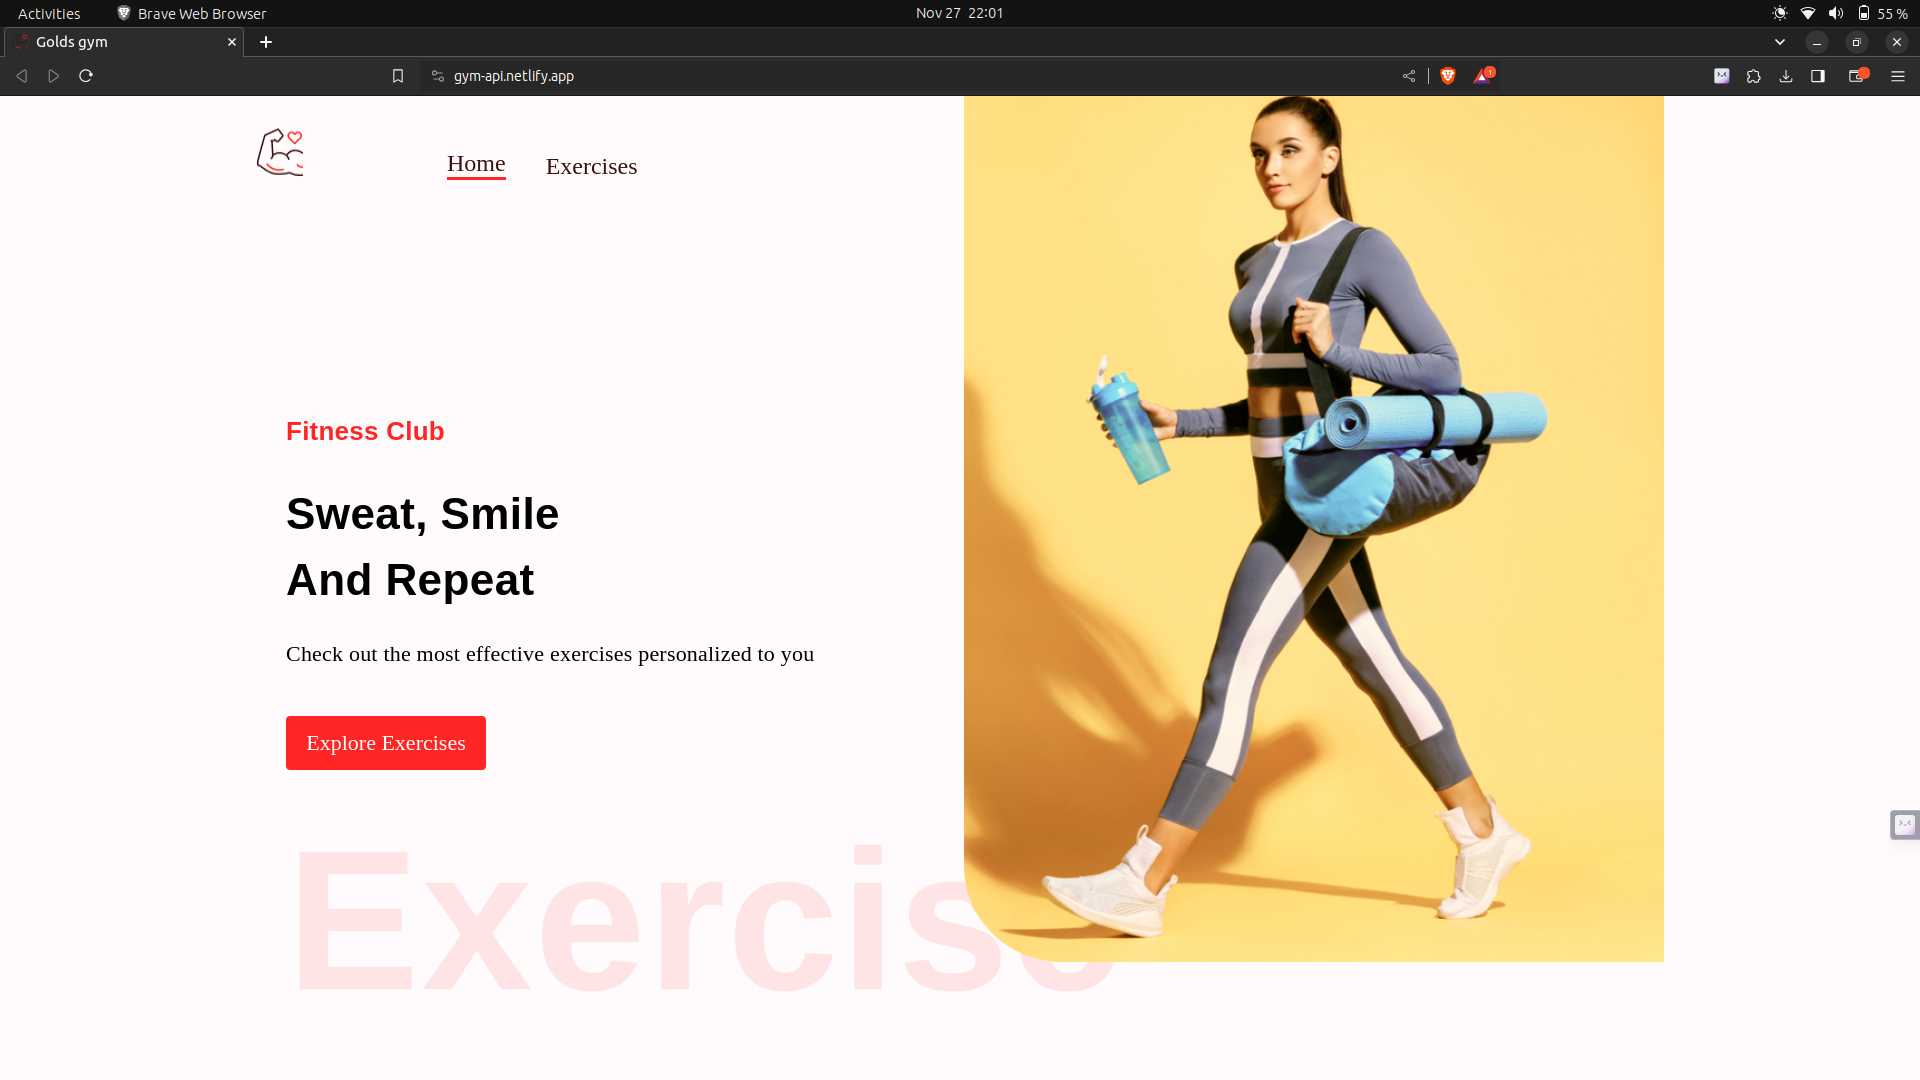 Activities
Brave Web Browser
Nov 27 22:01
55 %
Golds gym
gym-api.netlify.app
1
Home
Exercises
Fitness Club
Sweat, Smile
And Repeat
Check out the most effective exercises personalized to you
Explore Exercises
Exercise